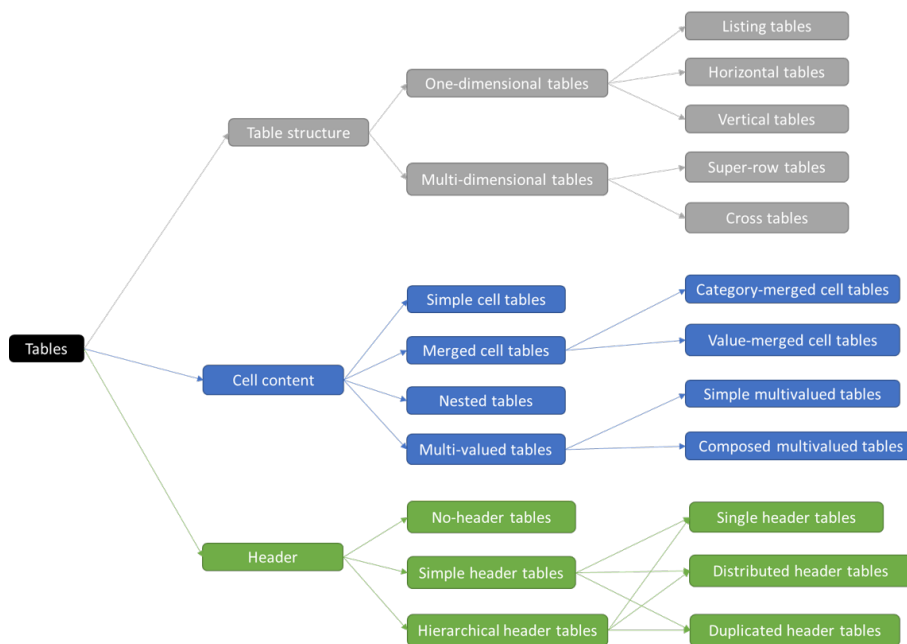 Listing tables
One-dimensional tables
Horizontal tables
Table structure
Vertical tables
Multi-dimensional tables
Super-row tables
Cross tables
Tables
Cell content
Simple cell tables
Merged cell tables
Category-merged cell tables
Value-merged cell tables
Nested tables
Multi-valued tables
Simple multivalued tables
Composed multivalued tables
Header
No-header tables
Simple header tables
Hierarchical header tables
Single header tables
Distributed header tables
Duplicated header tables